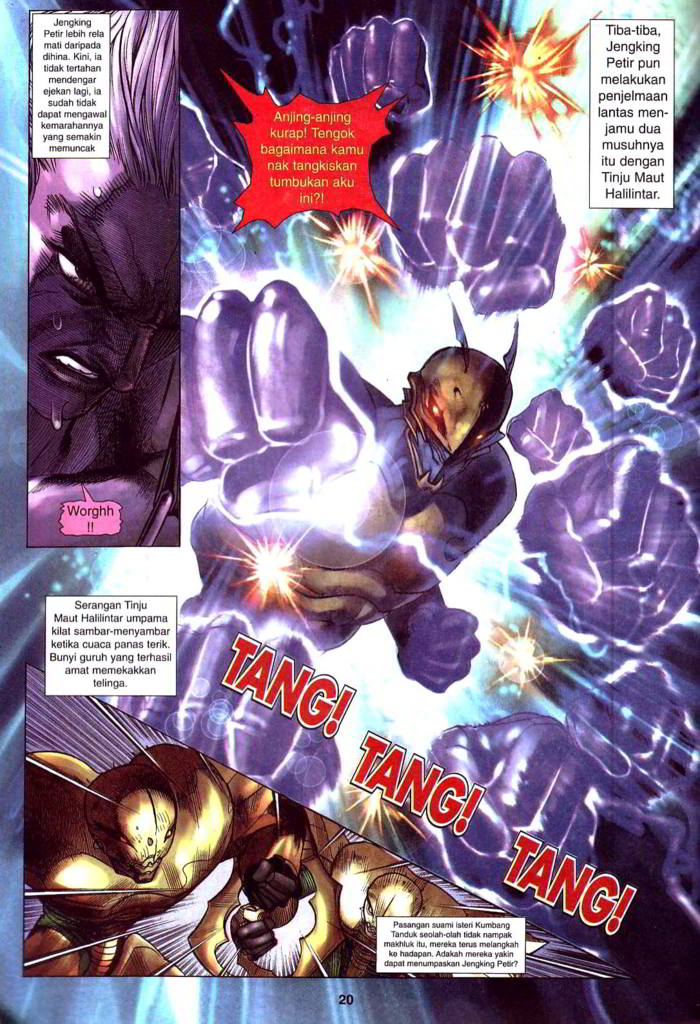 Jengking
Petir lebih rela
mati daripada
dihina. Kini, ia
tidak tertahan
mendengar
ejekan lagi, ia
sudah tidak
dapat mengawal
kemarahannya
yang semakin
memuncak
Anjing-anjing
kurap! Tengok
bagaimana kamu
nak tangkiskan
tumbukan aku
ini?!
Tiba-tiba,
Jengking
Petir pun
melakukan
penjelmaan
lantas men-
jamu dua
musuhnya
itu dengan
Tinju Maut
Halilintar.
Worghh
!!
Serangan Tinju
Maut Halilintar umpama
kilat sambar-menyambar
ketika cuaca panas terik.
Bunyi guruh yang terhasil
amat memekakkan
telinga.
TANG!
TANG!
TANG!
Pasangan suami isteri Kumbang
Tanduk seolah-olah tidak nampak
makhluk itu, mereka terus melangkah
ke hadapan. Adakah mereka yakin
dapat menumpaskan Jengking Petir?
20